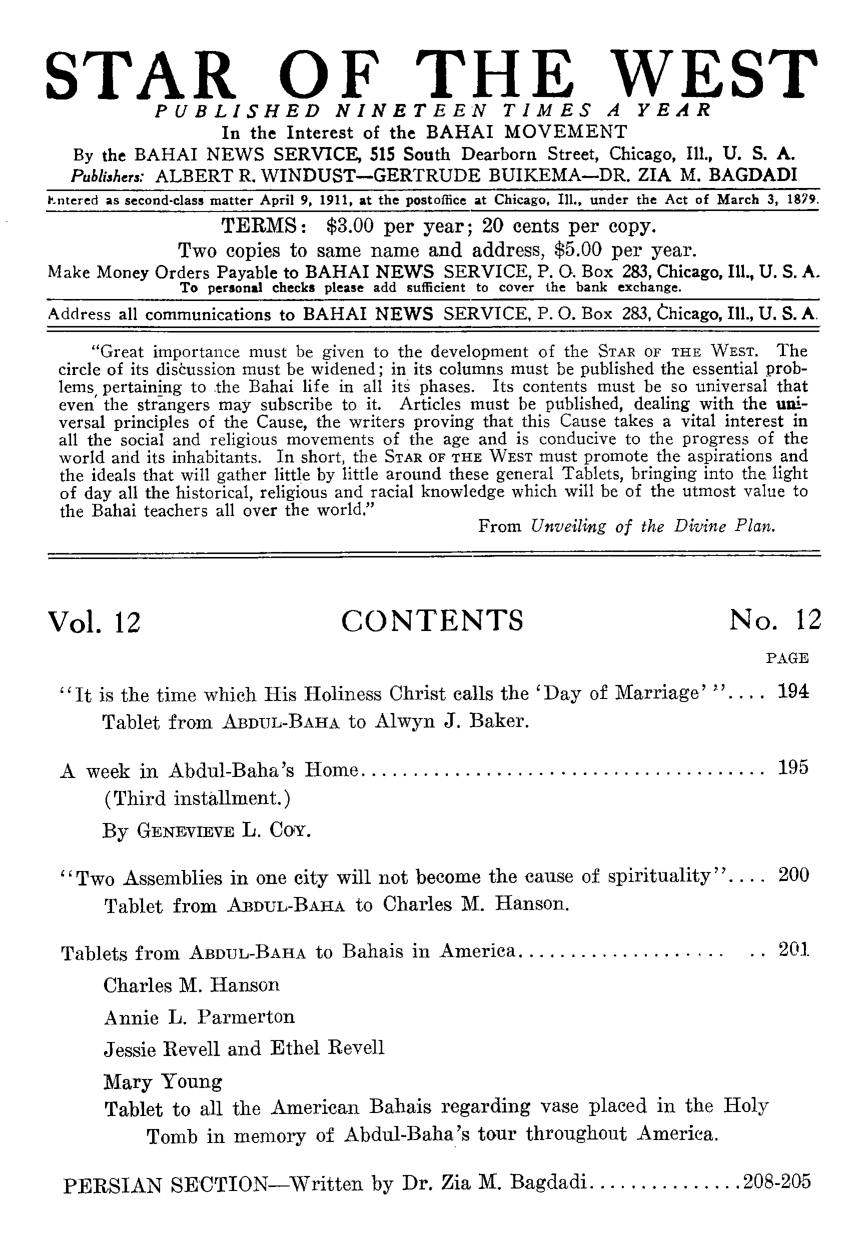 STAR OF THE WEST
PUBLISHED NINETEEN TIMES A YEAR
In the Interest of the BAHAI MOVEMENT
By the BAHAI NEWS SERVICE, 515 South Dearborn Street, Chicago, Ill., U. S. A.
Publishers: ALBERT R. WINDUST—GERTRUDE BUIKEMA—DR. ZIA M. BAGDADI
Entered as second-class matter April 9, 1911, at the postoffice at Chicago, Ill., under the Act of March 3, 1879.
TERMS: $3.00 per year; 20 cents per copy.
Two copies to same name and address, $5.00 per year.
Make Money Orders Payable to BAHAI NEWS SERVICE, P. O. Box 283, Chicago, Ill., U. S. A.
To personal checks please add sufficient to cover the bank exchange.
Address all communications to BAHAI NEWS SERVICE, P. O. Box 283, Chicago, Ill., U. S. A.
"Great importance must be given to the development of the STAR OF THE WEST. The
circle of its discussion must be widened; in its columns must be published the essential prob-
lems pertaining to the Bahai life in all its phases. Its contents must be so universal that
even the strangers may subscribe to it. Articles must be published, dealing with the uni-
versal principles of the Cause, the writers proving that this Cause takes a vital interest in
all the social and religious movements of the age and is conducive to the progress of the
world and its inhabitants. In short, the STAR OF THE WEST must promote the aspirations and
the ideals that will gather little by little around these general Tablets, bringing into the light
of day all the historical, religious and racial knowledge which will be of the utmost value to
the Bahai teachers all over the world."
From Unveiling of the Divine Plan.
Vol. 12 CONTENTS No. 12
PAGE
"It is the time which His Holiness Christ calls the 'Day of Marriage' ".... 194
Tablet from ABDUL-BAHA to Alwyn J. Baker.
A week in Abdul-Baha's Home....................................... 195
(Third installment.)
By GENEVIEVE L. COY.
"Two Assemblies in one city will not become the cause of spirituality".... 200
Tablet from ABDUL-BAHA to Charles M. Hanson.
Tablets from ABDUL-BAHA to Bahais in America.................... .. 201
Charles M. Hanson
Annie L. Parmerton
Jessie Revell and Ethel Revell
Mary Young
Tablet to all the American Bahais regarding vase placed in the Holy
Tomb in memory of Abdul-Baha's tour throughout America.
PERSIAN SECTION—Written by Dr. Zia M. Bagdadi...............208-205